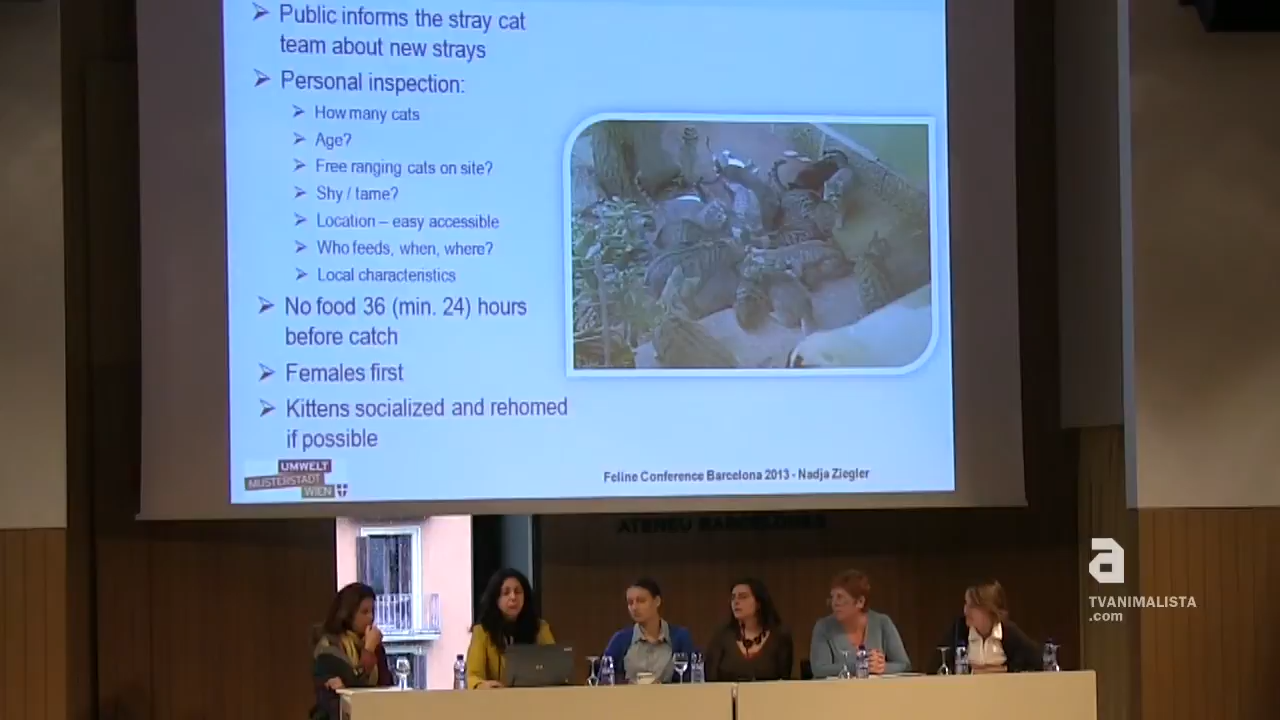 Public informs the stray cat
team about new strays
Personal inspection:
How many cats
Age?
Free ranging cats on site?
Shy / tame?
Location – easy accessible
Who feeds, when, where?
Local characteristics
No food 36 (min. 24) hours
before catch
Females first
Kittens socialized and rehomed
if possible
UMWELT
MUSTERSTADT
WIEN
Feline Conference Barcelona 2013 - Nadja Ziegler
ATENEU BARCELONÈS
a
TVANIMALISTA
.com